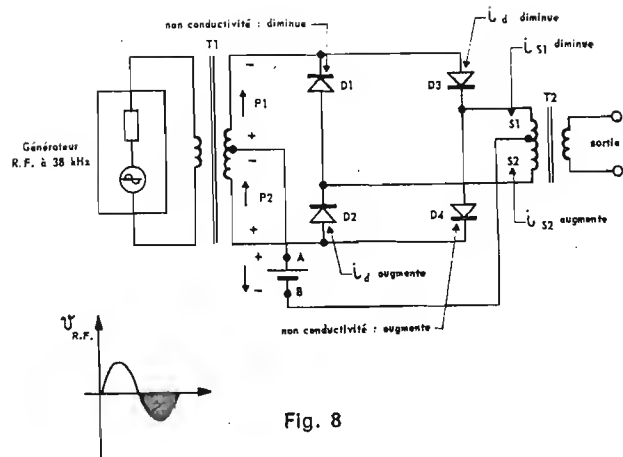 non conductivité : diminue
i d diminue
i S1 diminue
T1
D1
D3
T2
P1
S1
Générateur
R.F. à 38 kHz
sortie
P2
S2
D2
D4
i S2 augmente
A
i d augmente
B
non conductivité : augmente
V R.F.
Fig. 8
− + − + + −